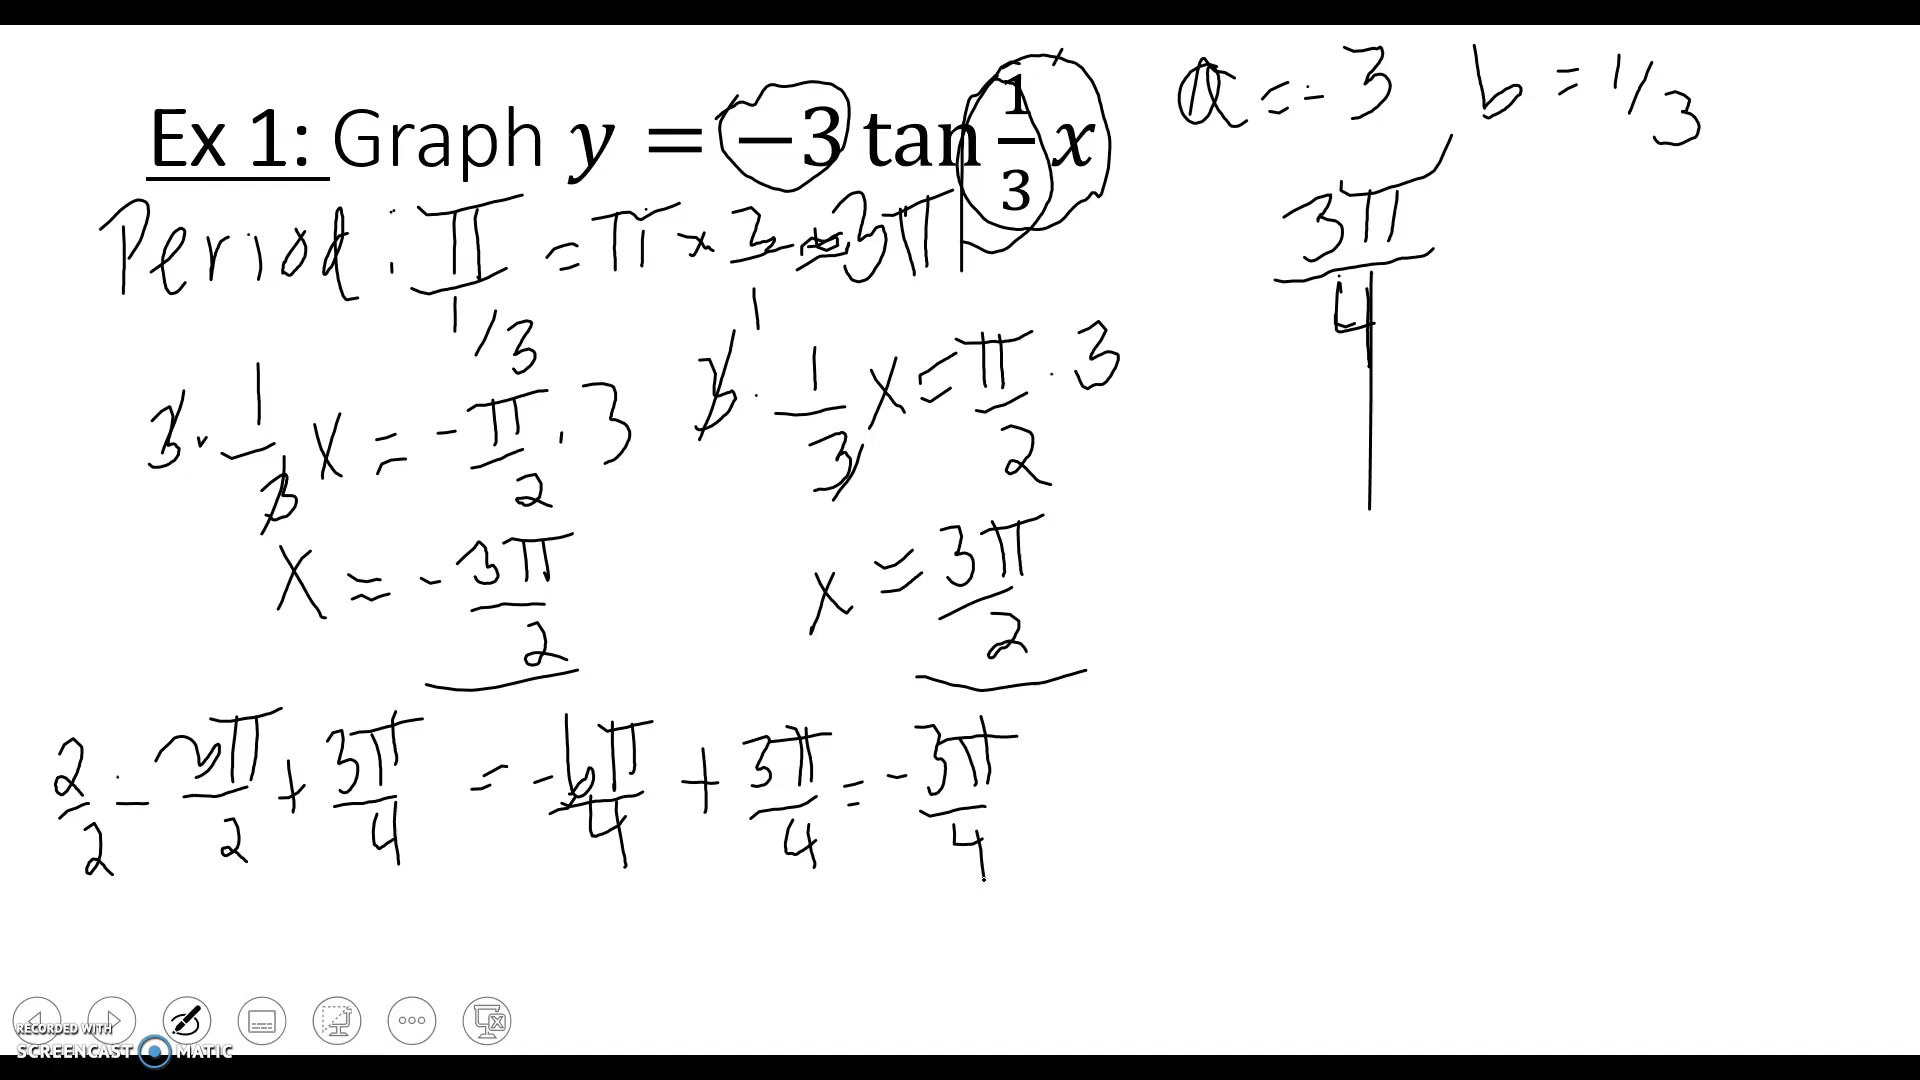 Ex 1: Graph y = −3 tan 1/3 x
a = -3 b = 1/3
Period: π/(1/3) = π × 3/1 = 3π
3π/4
3 · 1/3 x = -π/2 · 3
3 · 1/3 x = π/2 · 3
x = -3π/2
x = 3π/2
2/2 · -3π/2 + 3π/4 = -6π/4 + 3π/4 = -3π/4
RECORDED WITH
SCREENCAST MATIC